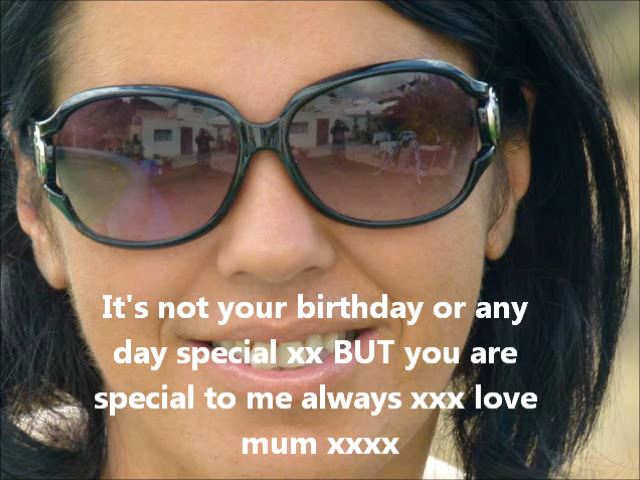 It's not your birthday or any
day special xx BUT you are
special to me always xxx love
mum xxxx